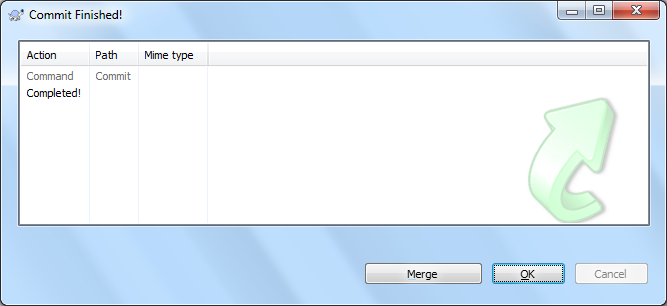 Commit Finished!
Action Path Mime type
Command Commit
Completed!
Merge OK Cancel